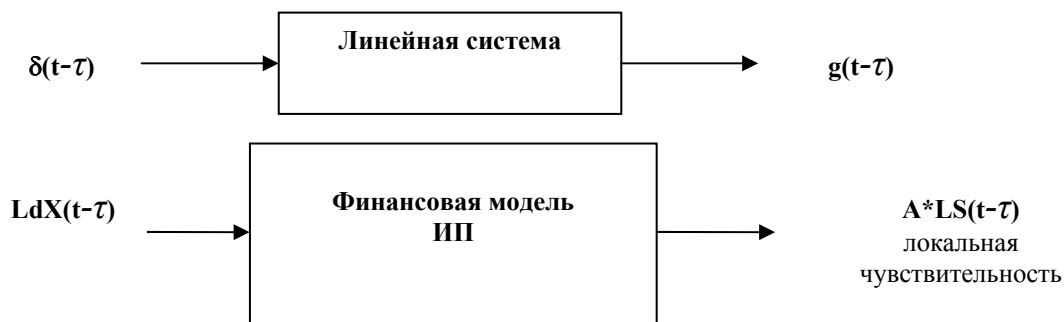 Линейная система
δ(t-τ)
g(t-τ)
LdX(t-τ)
Финансовая модель
ИП
A*LS(t-τ)
локальная
чувствительность